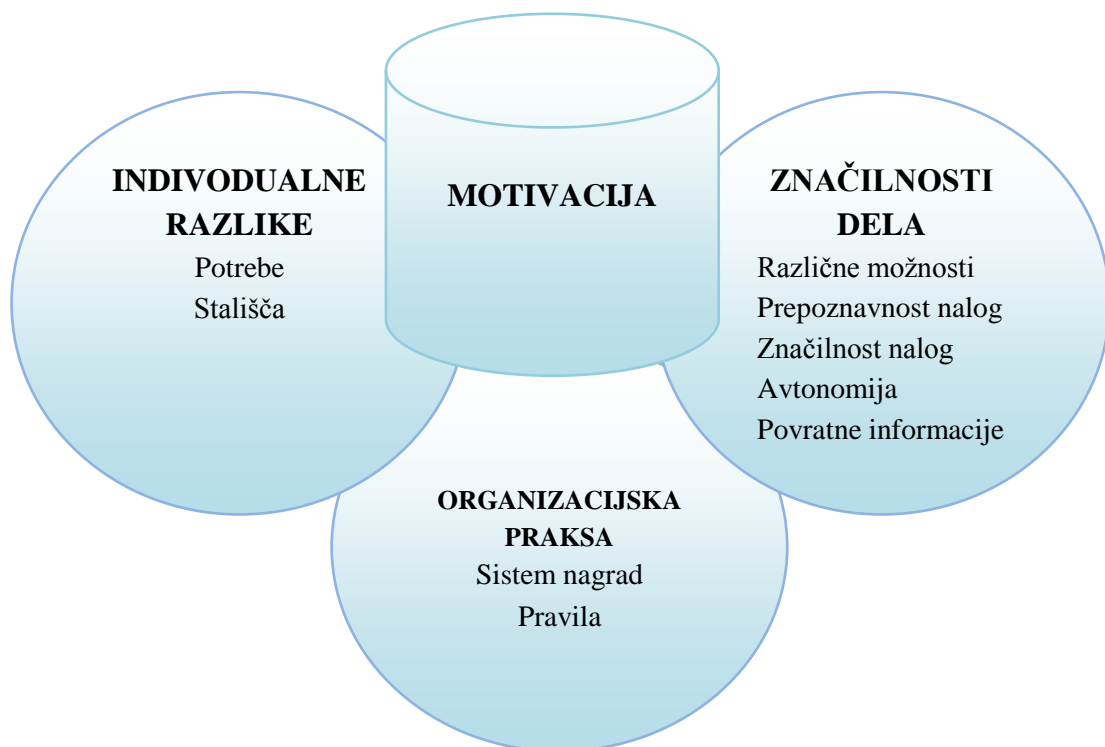 INDIVODUALNE
RAZLIKE
Potrebe
Stališča
MOTIVACIJA
ZNAČILNOSTI
DELA
Različne možnosti
Prepoznavnost nalog
Značilnost nalog
Avtonomija
Povratne informacije
ORGANIZACIJSKA
PRAKSA
Sistem nagrad
Pravila